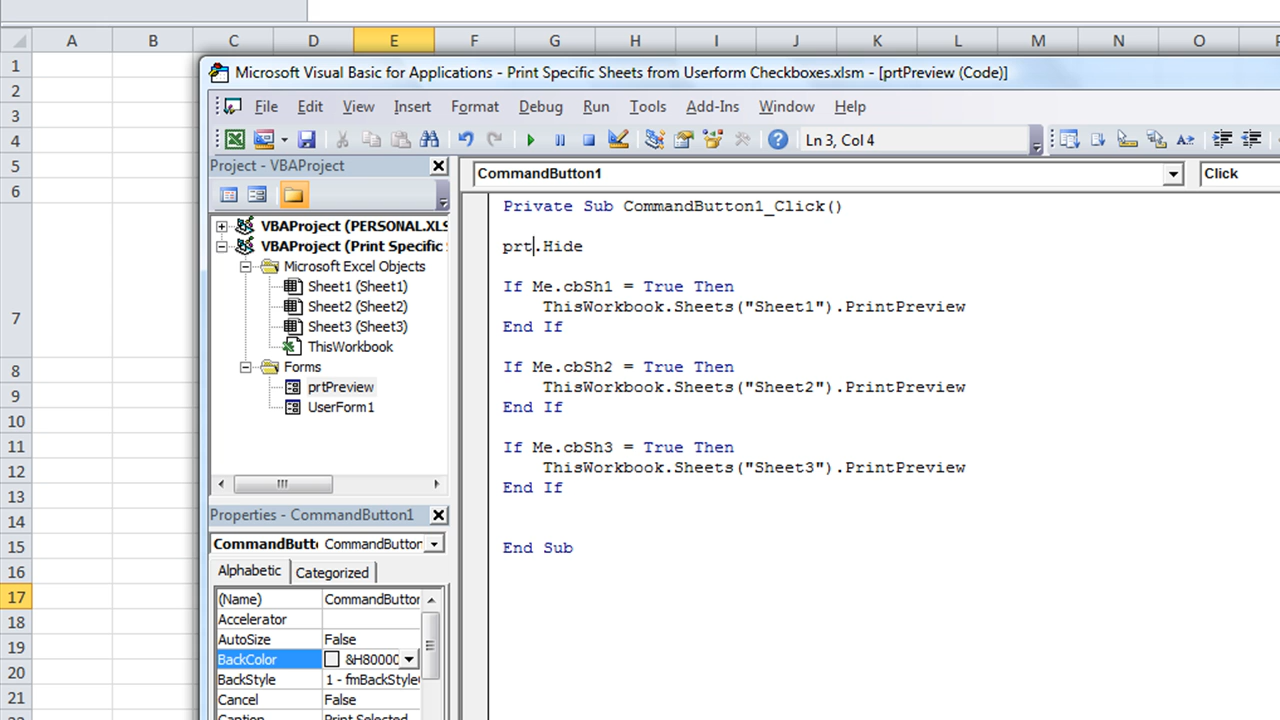 A B C D E F G H I J K L M N O
Microsoft Visual Basic for Applications - Print Specific Sheets from Userform Checkboxes.xlsm - [prtPreview (Code)]
File Edit View Insert Format Debug Run Tools Add-Ins Window Help
Ln 3, Col 4
Project - VBAProject
CommandButton1 Click
VBAProject (PERSONAL.XLS
VBAProject (Print Specific
Microsoft Excel Objects
Sheet1 (Sheet1)
Sheet2 (Sheet2)
Sheet3 (Sheet3)
ThisWorkbook
Forms
prtPreview
UserForm1
Properties - CommandButton1
CommandButt CommandButton
Alphabetic Categorized
(Name) CommandButton
Accelerator
AutoSize False
BackColor &H80000
BackStyle 1 - fmBackStyle
Cancel False
Caption Print Selected
Private Sub CommandButton1_Click()
prt.Hide
If Me.cbSh1 = True Then
ThisWorkbook.Sheets("Sheet1").PrintPreview
End If
If Me.cbSh2 = True Then
ThisWorkbook.Sheets("Sheet2").PrintPreview
End If
If Me.cbSh3 = True Then
ThisWorkbook.Sheets("Sheet3").PrintPreview
End If
End Sub
1
2
3
4
5
6
7
8
9
10
11
12
13
14
15
16
17
18
19
20
21